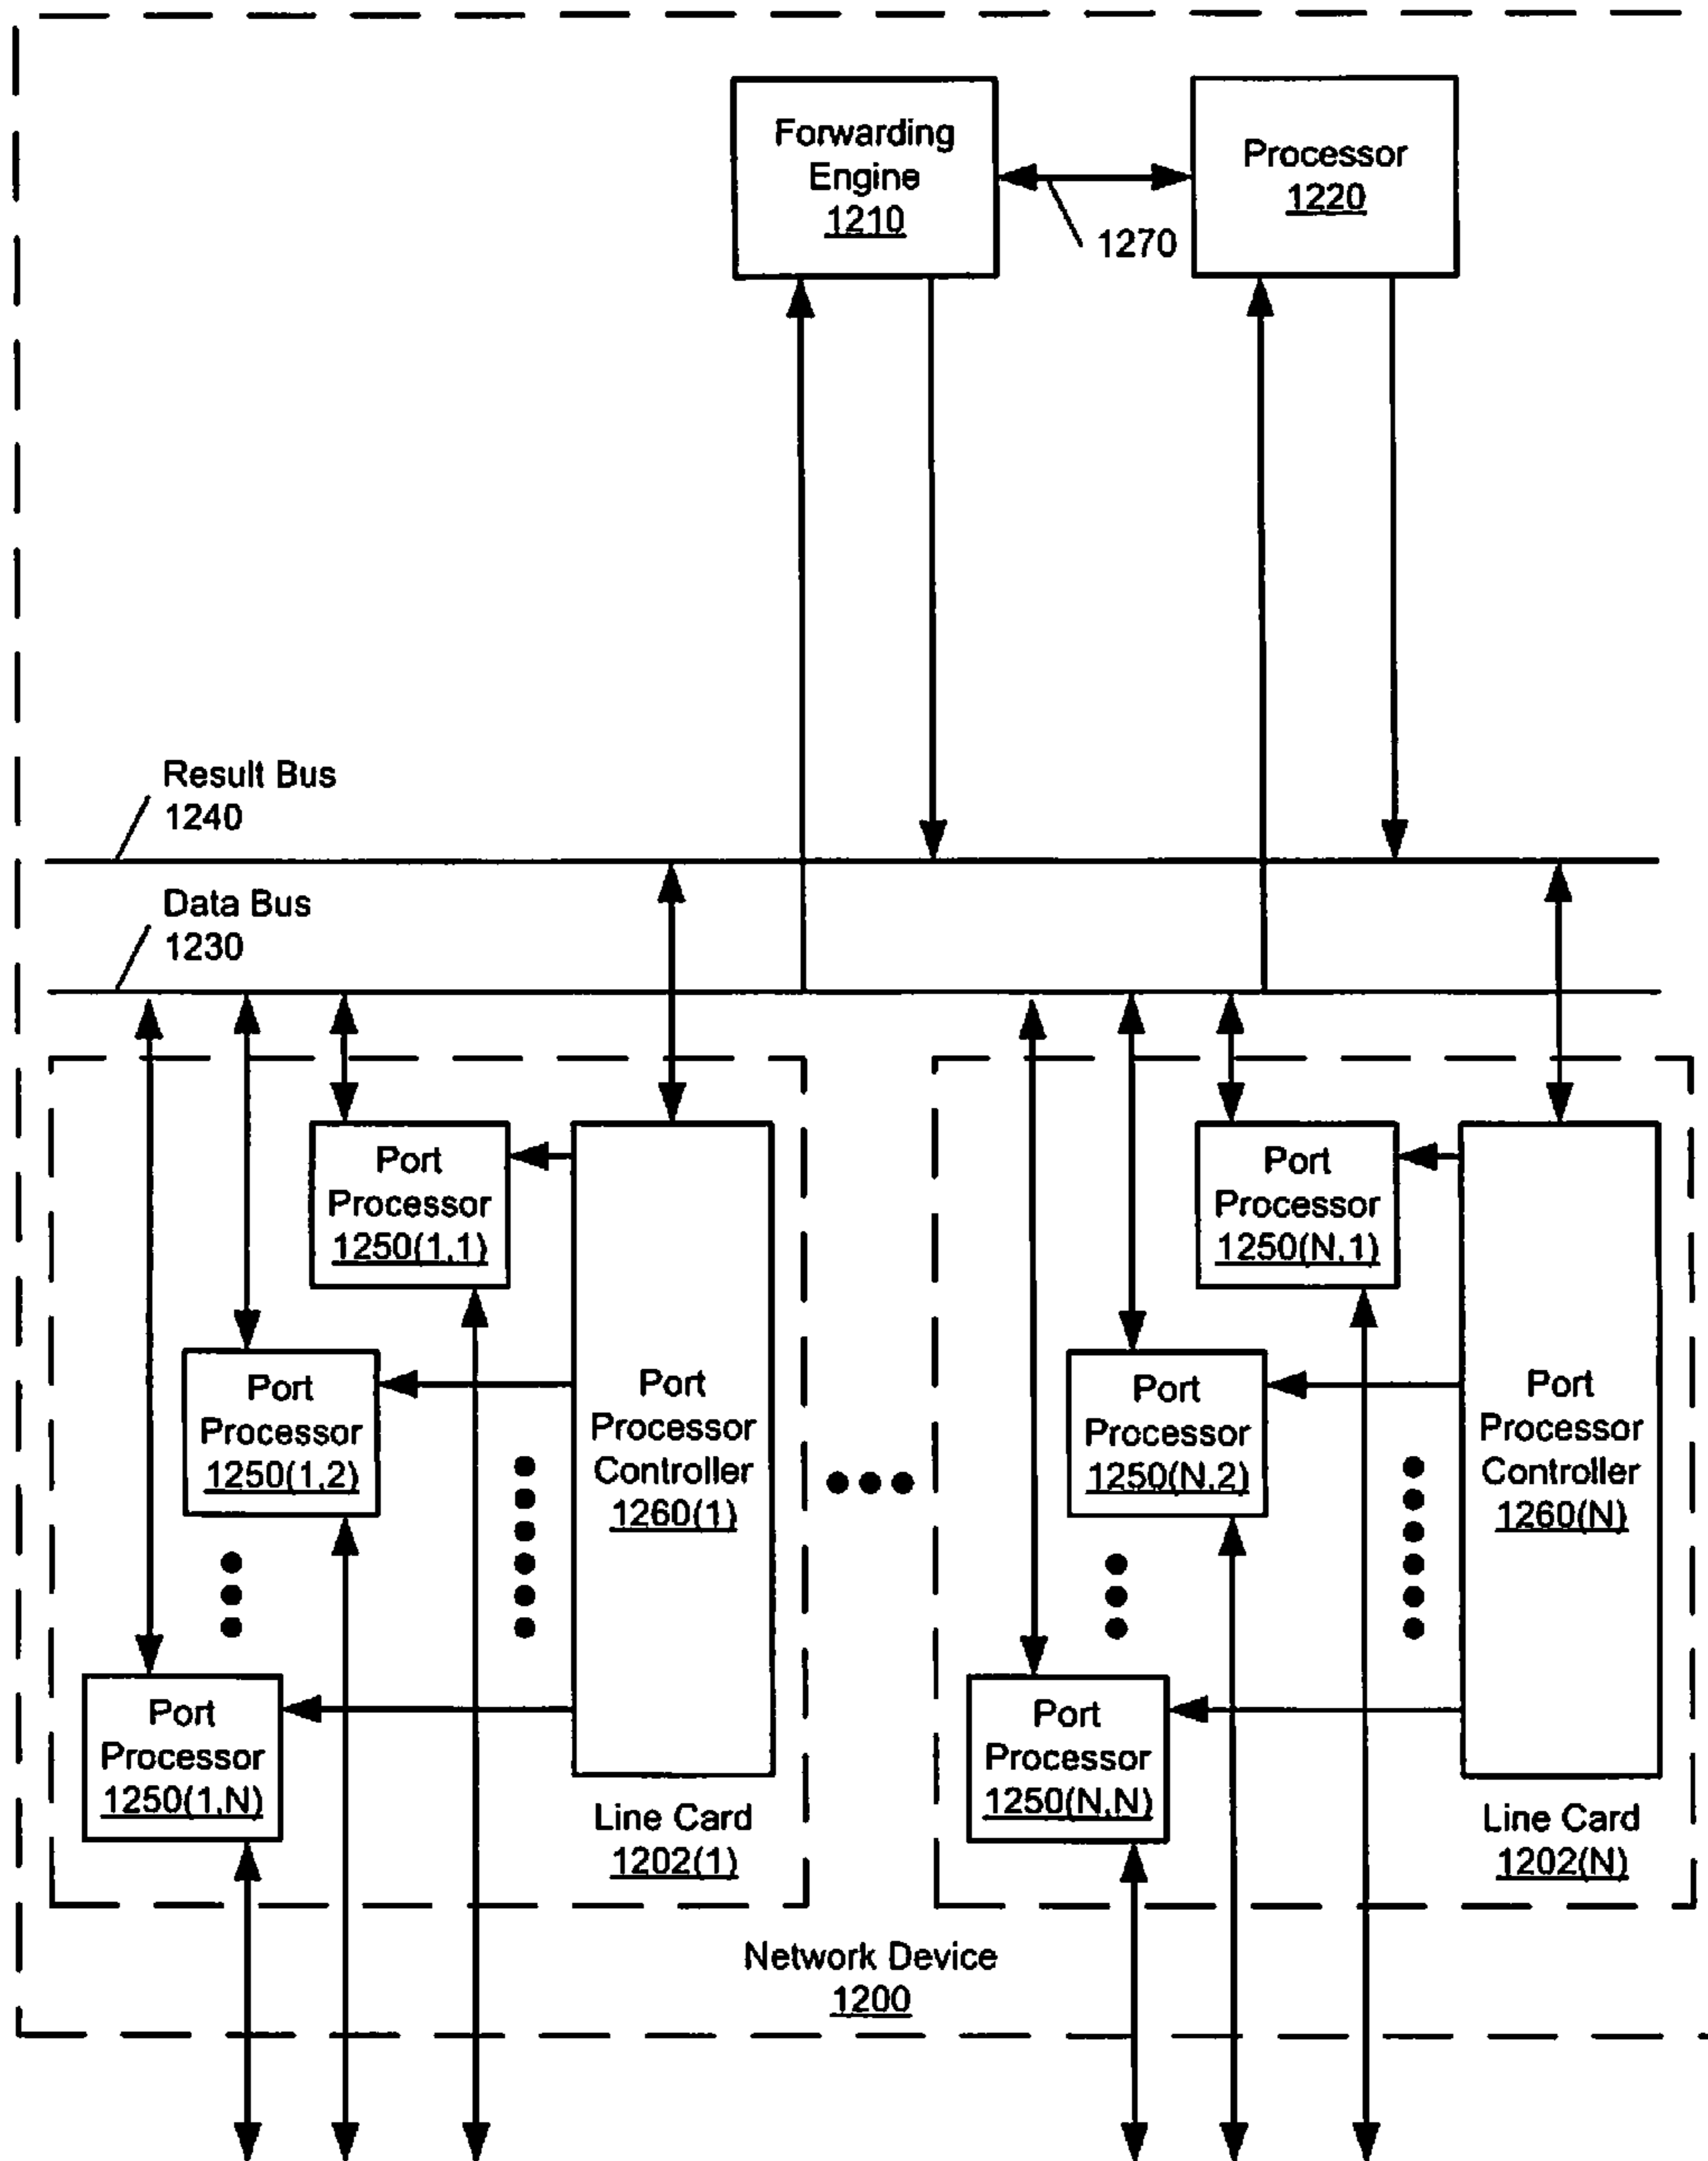 Forwarding
Engine
1210
Processor
1220
1270
Result Bus
1240
Data Bus
1230
Port
Processor
1250(1,1)
Port
Processor
1250(N,1)
Port
Processor
1250(1,2)
Port
Processor
Controller
1260(1)
Port
Processor
1250(N,2)
Port
Processor
Controller
1260(N)
Port
Processor
1250(1,N)
Line Card
1202(1)
Port
Processor
1250(N,N)
Line Card
1202(N)
Network Device
1200